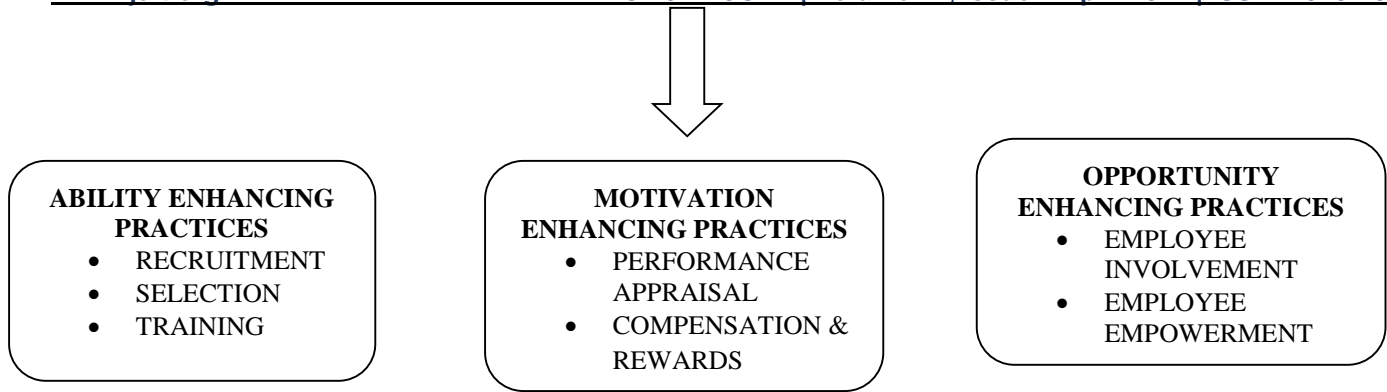 ABILITY ENHANCING
PRACTICES
• RECRUITMENT
• SELECTION
• TRAINING
MOTIVATION
ENHANCING PRACTICES
• PERFORMANCE
APPRAISAL
• COMPENSATION &
REWARDS
OPPORTUNITY
ENHANCING PRACTICES
• EMPLOYEE
INVOLVEMENT
• EMPLOYEE
EMPOWERMENT